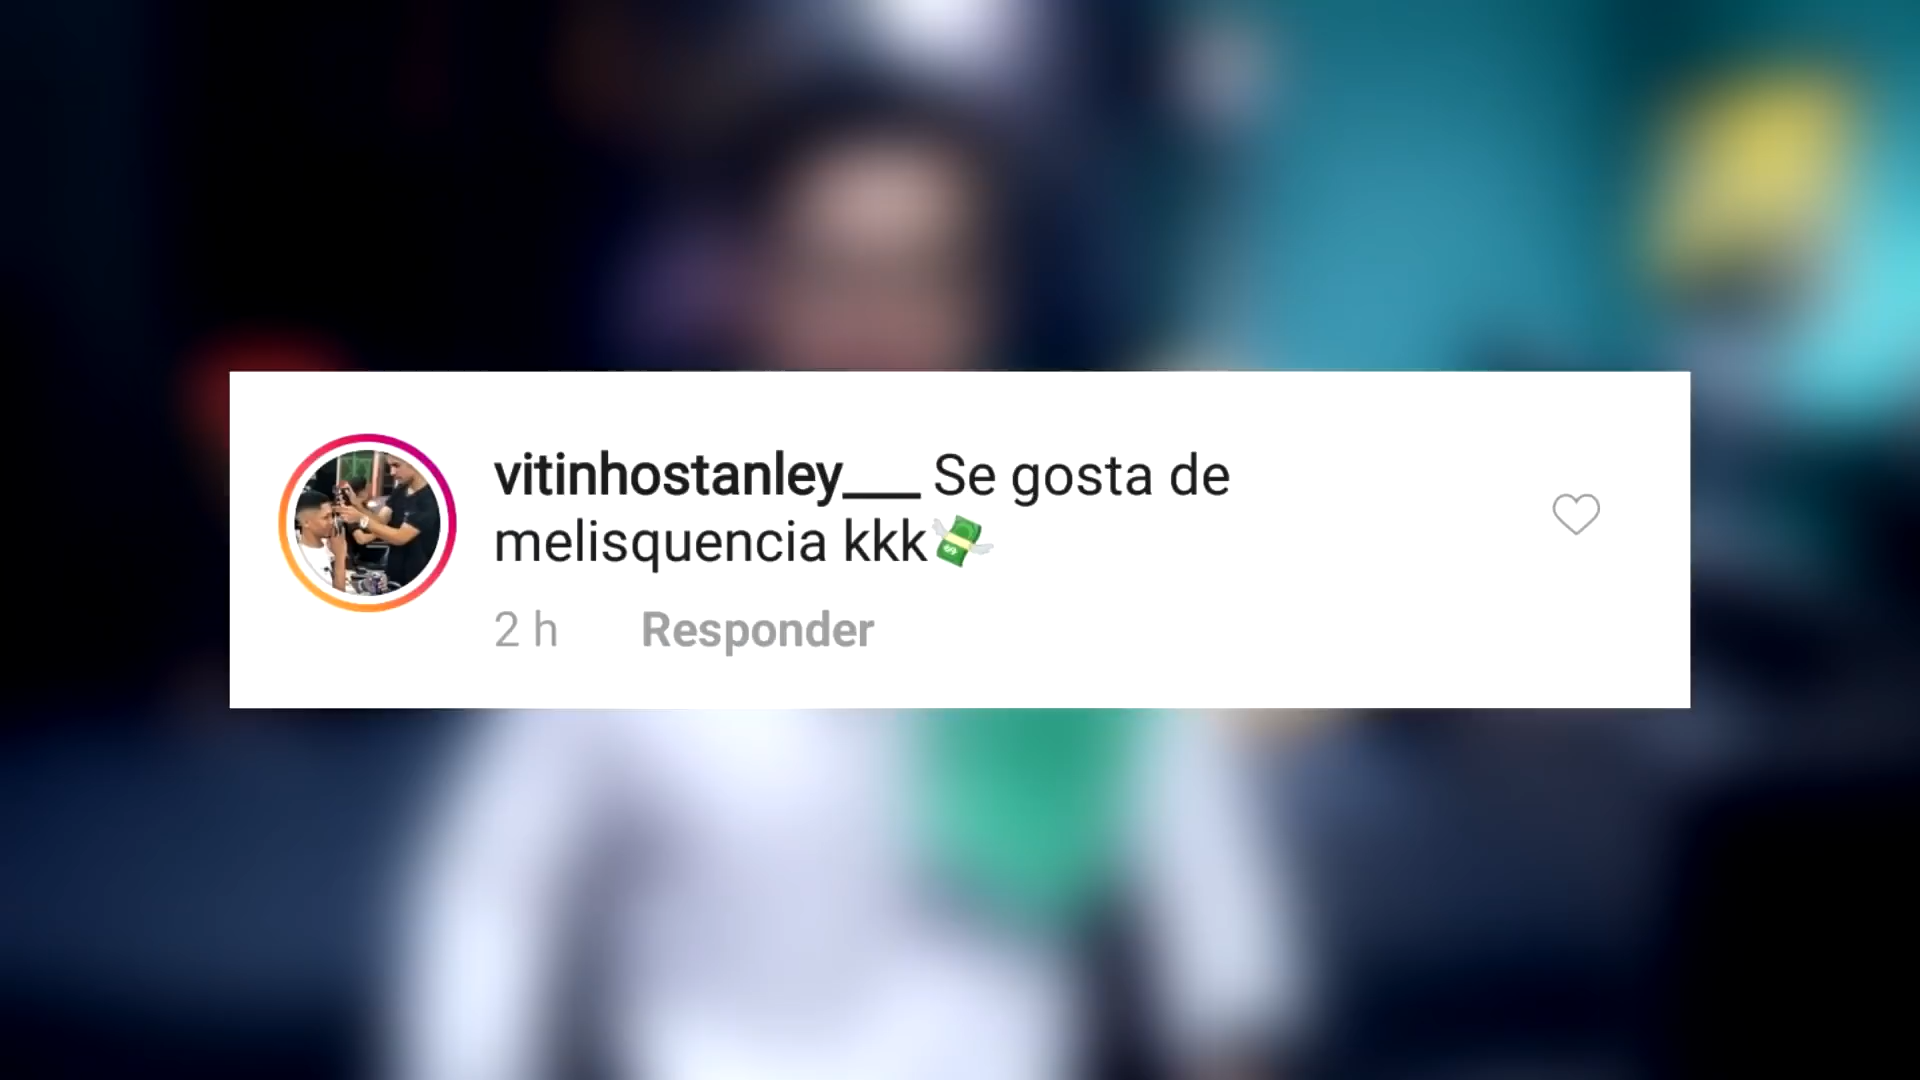 vitinhostanley___ Se gosta de
melisquencia kkk💸
2 h Responder